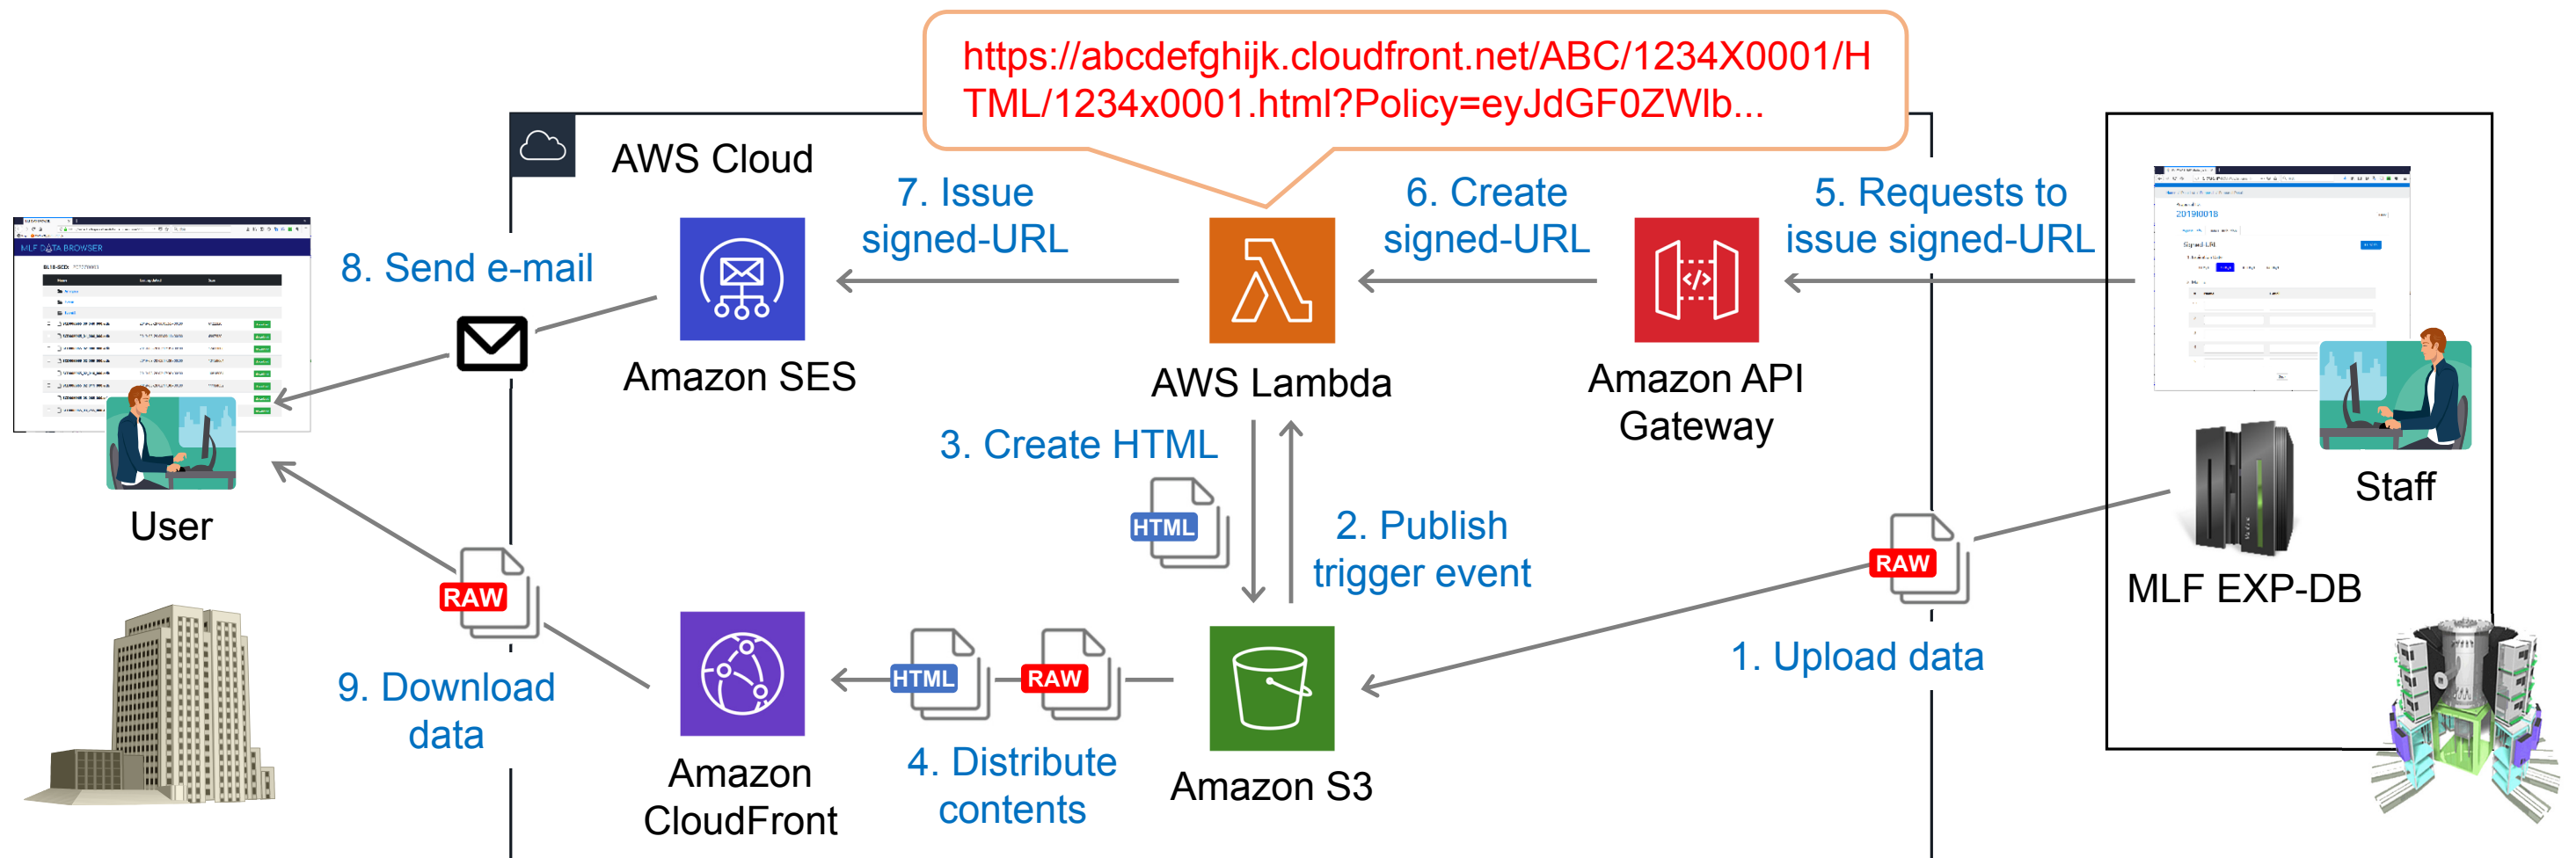 https://abcdefghijk.cloudfront.net/ABC/1234X0001/H
TML/1234x0001.html?Policy=eyJdGF0ZWlb...
AWS Cloud
7. Issue
signed-URL
6. Create
signed-URL
5. Requests to
issue signed-URL
8. Send e-mail
MLF DATA BROWSER
2019I0018
Signed-URL
Amazon SES
AWS Lambda
Amazon API
Gateway
3. Create HTML
HTML
2. Publish
trigger event
User
Staff
RAW
RAW
MLF EXP-DB
1. Upload data
9. Download
data
HTML
RAW
4. Distribute
contents
Amazon
CloudFront
Amazon S3